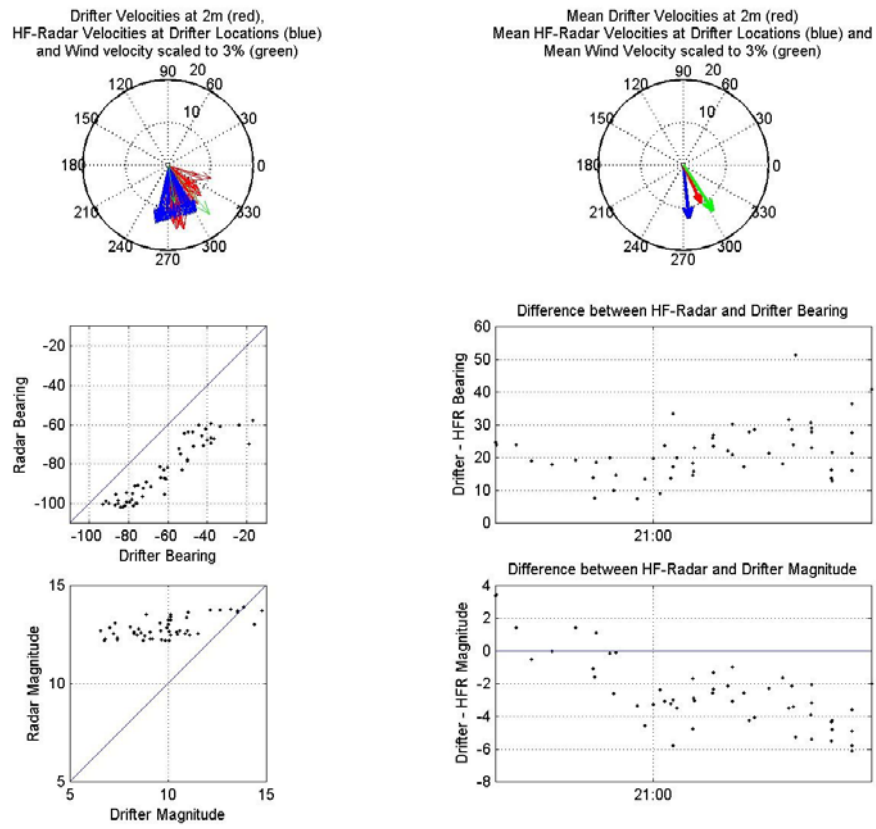 Drifter Velocities at 2m (red),
HF-Radar Velocities at Drifter Locations (blue)
and Wind velocity scaled to 3% (green)
90 20
120 60
150 10 30
180 0
210 330
240 300
270
Mean Drifter Velocities at 2m (red)
Mean HF-Radar Velocities at Drifter Locations (blue) and
Mean Wind Velocity scaled to 3% (green)
90 20
120 60
150 10 30
180 0
210 330
240 300
270
Radar Bearing
-20
-40
-60
-80
-100
-100 -80 -60 -40 -20
Drifter Bearing
Difference between HF-Radar and Drifter Bearing
Drifter - HFR Bearing
60
50
40
30
20
10
0
21:00
Radar Magnitude
15
10
5
5 10 15
Drifter Magnitude
Difference between HF-Radar and Drifter Magnitude
Drifter - HFR Magnitude
4
2
0
-2
-4
-6
-8
21:00